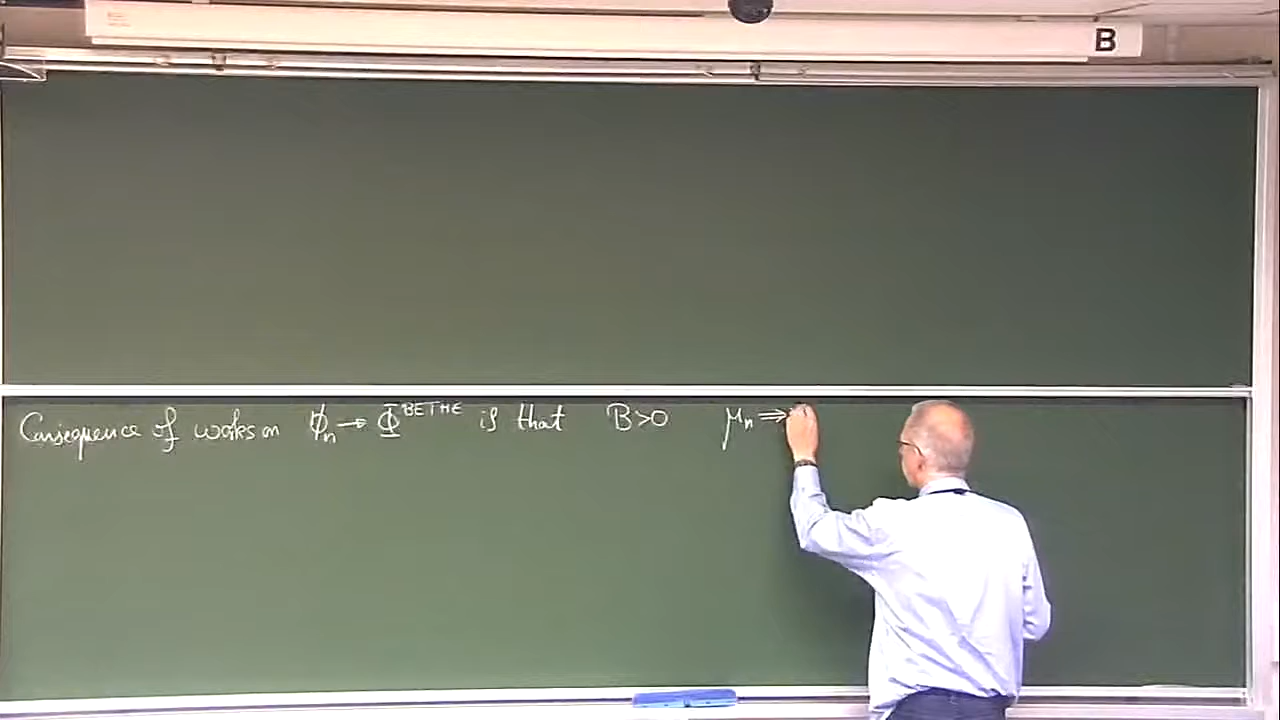 B
Consequence of works on ϕₙ → Φ^BETHE is that B>0 μₙ ⇒